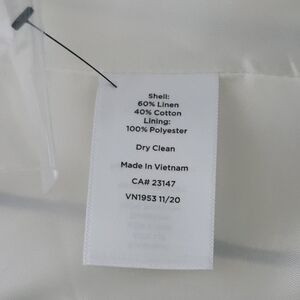 Shell:
60% Linen
40% Cotton
Lining:
100% Polyester
Dry Clean
Made In Vietnam
CA# 23147
VN1953 11/20